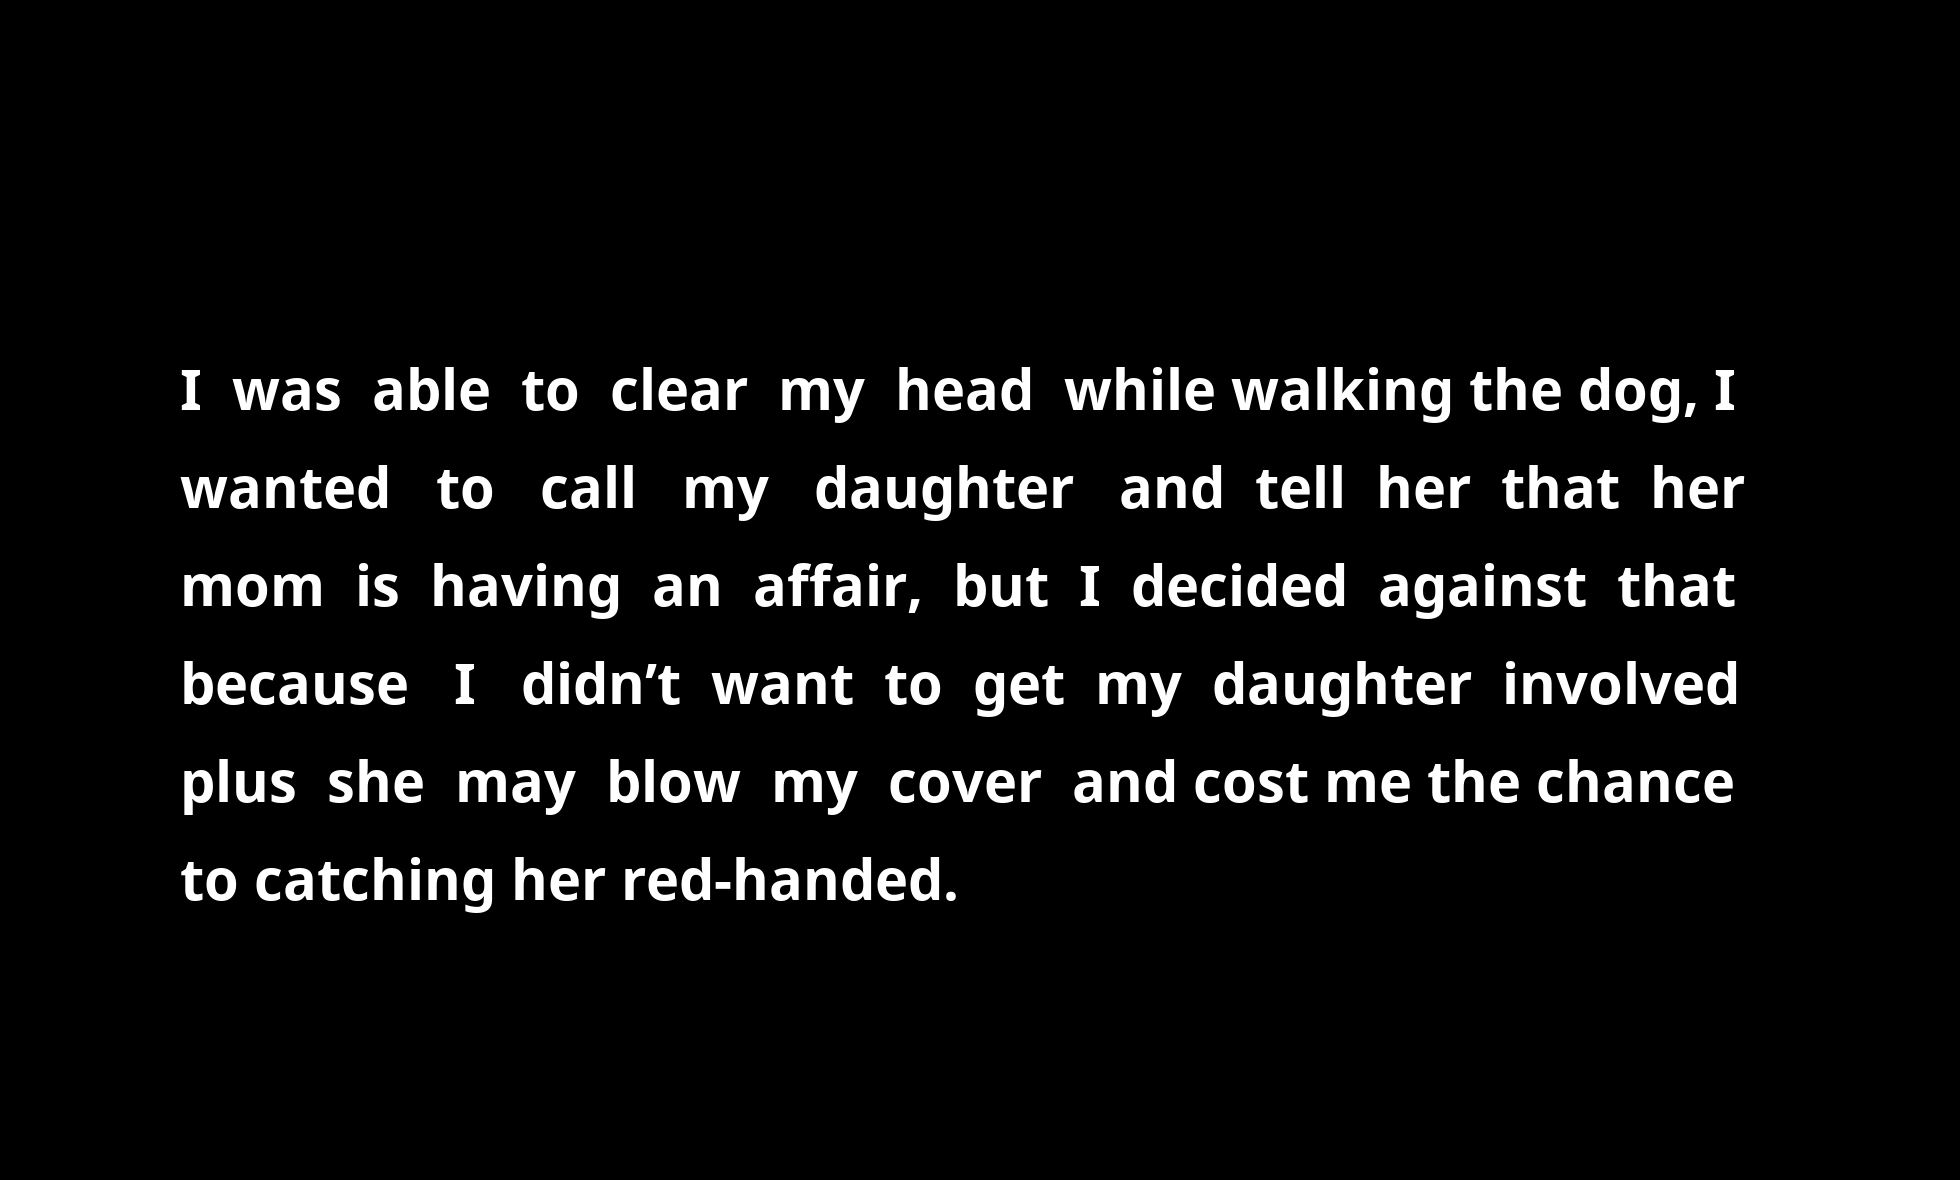 I was able to clear my head while walking the dog, I
wanted to call my daughter and tell her that her
mom is having an affair, but I decided against that
because I didn’t want to get my daughter involved
plus she may blow my cover and cost me the chance
to catching her red-handed.